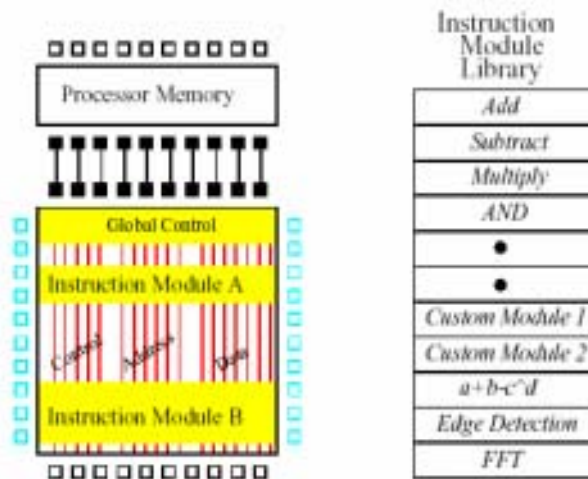 Processor Memory
Global Control
Instruction Module A
Control
Address
Data
Instruction Module B
Instruction
Module
Library
Add
Subtract
Multiply
AND
Custom Module 1
Custom Module 2
a+b-c^d
Edge Detection
FFT